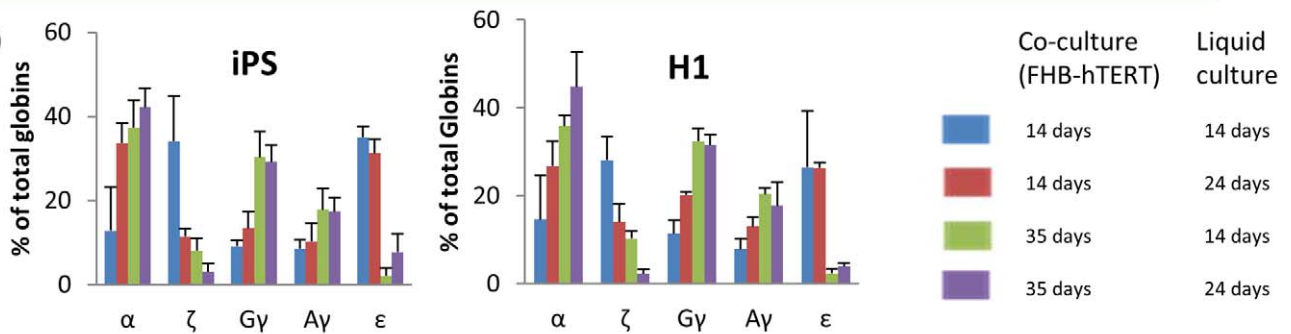 % of total globins
60
40
20
0
iPS
α ζ Gγ Aγ ε
% of total Globins
60
40
20
0
H1
α ζ Gγ Aγ ε
Co-culture (FHB-hTERT)
Liquid culture
14 days 14 days
14 days 24 days
35 days 14 days
35 days 24 days